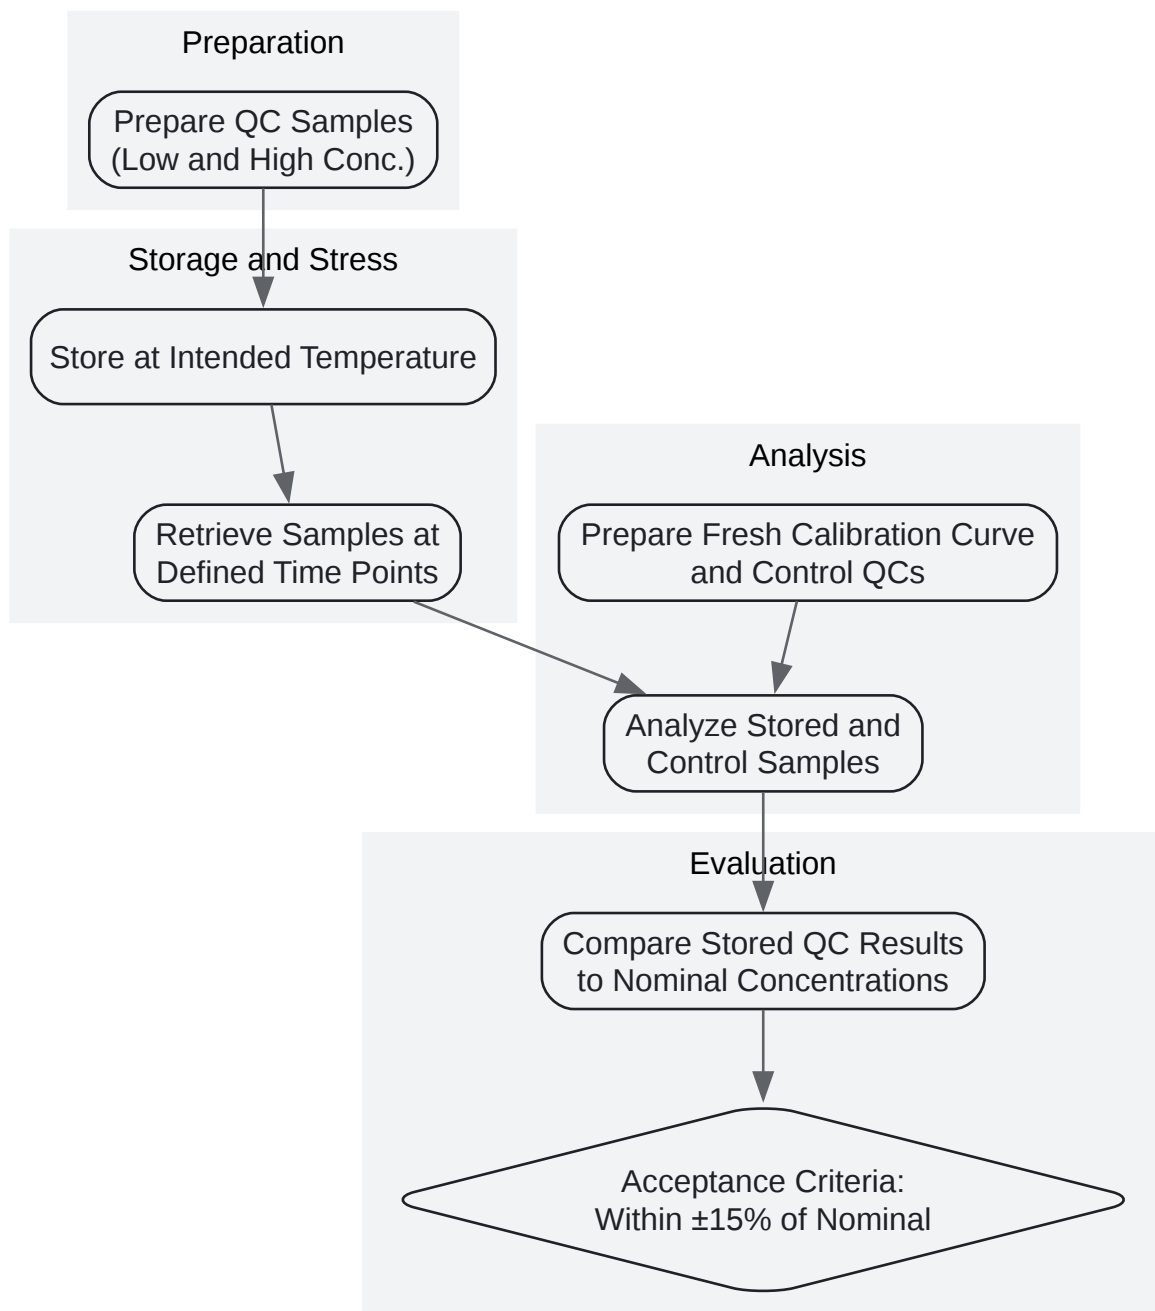 Preparation
Prepare QC Samples
(Low and High Conc.)
Storage and Stress
Store at Intended Temperature
Retrieve Samples at
Defined Time Points
Analysis
Prepare Fresh Calibration Curve
and Control QCs
Analyze Stored and
Control Samples
Evaluation
Compare Stored QC Results
to Nominal Concentrations
Acceptance Criteria:
Within ±15% of Nominal